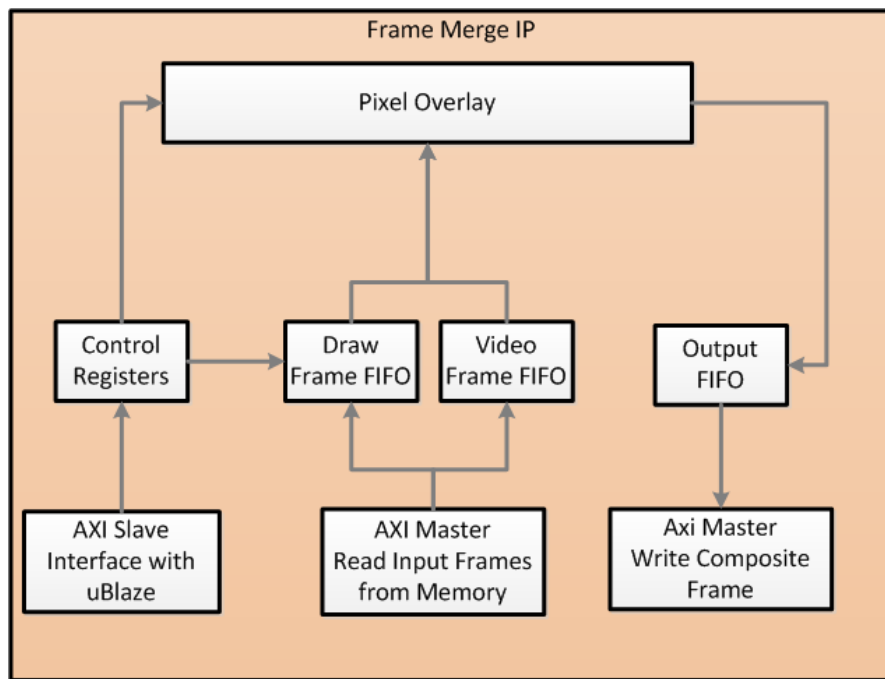 Frame Merge IP
Pixel Overlay
Control
Registers
Draw
Frame FIFO
Video
Frame FIFO
Output
FIFO
AXI Slave
Interface with
uBlaze
AXI Master
Read Input Frames
from Memory
Axi Master
Write Composite
Frame